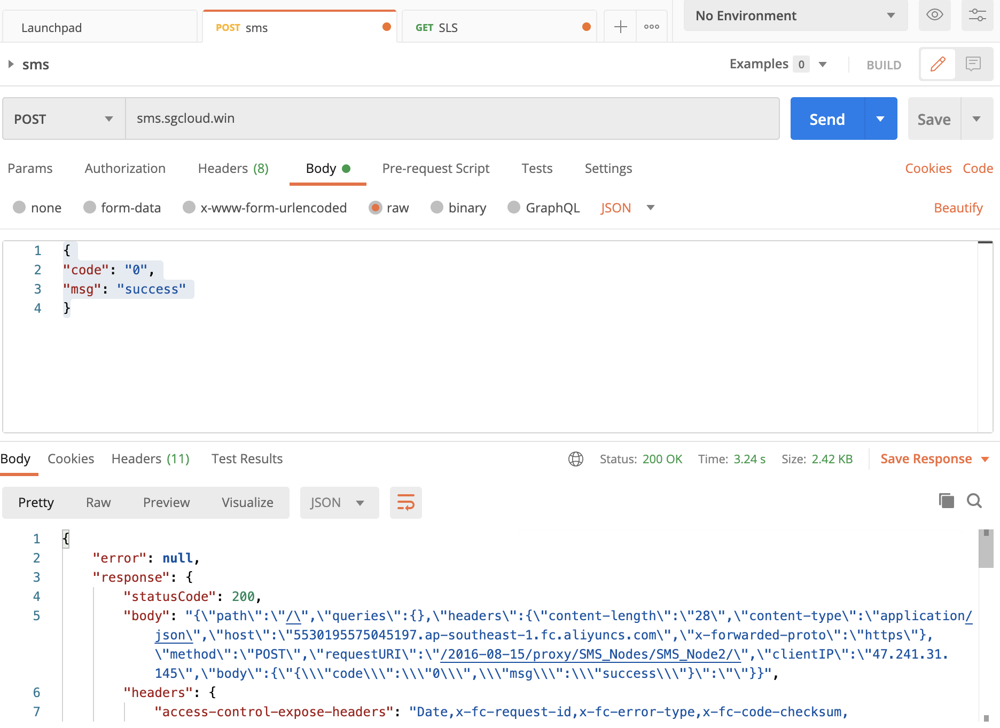 Launchpad
POST sms
GET SLS
No Environment
sms
Examples 0
BUILD
POST
sms.sgcloud.win
Send
Save
Params
Authorization
Headers (8)
Body
Pre-request Script
Tests
Settings
Cookies
Code
none
form-data
x-www-form-urlencoded
raw
binary
GraphQL
JSON
Beautify
1 {
2 "code": "0",
3 "msg": "success"
4 }
Body
Cookies
Headers (11)
Test Results
Status: 200 OK
Time: 3.24 s
Size: 2.42 KB
Save Response
Pretty
Raw
Preview
Visualize
JSON
1 {
2 "error": null,
3 "response": {
4 "statusCode": 200,
5 "body": "{\"path\":\"/\",\"queries\":{},\"headers\":{\"content-length\":\"28\",\"content-type\":\"application/
json\",\"host\":\"5530195575045197.ap-southeast-1.fc.aliyuncs.com\",\"x-forwarded-proto\":\"https\"},
\"method\":\"POST\",\"requestURI\":\"/2016-08-15/proxy/SMS_Nodes/SMS_Node2/\",\"clientIP\":\"47.241.31.
145\",\"body\":{\"{\\\"code\\\":\\\"0\\\",\\\"msg\\\":\\\"success\\\"}\":\"\"}}",
6 "headers": {
7 "access-control-expose-headers": "Date,x-fc-request-id,x-fc-error-type,x-fc-code-checksum,